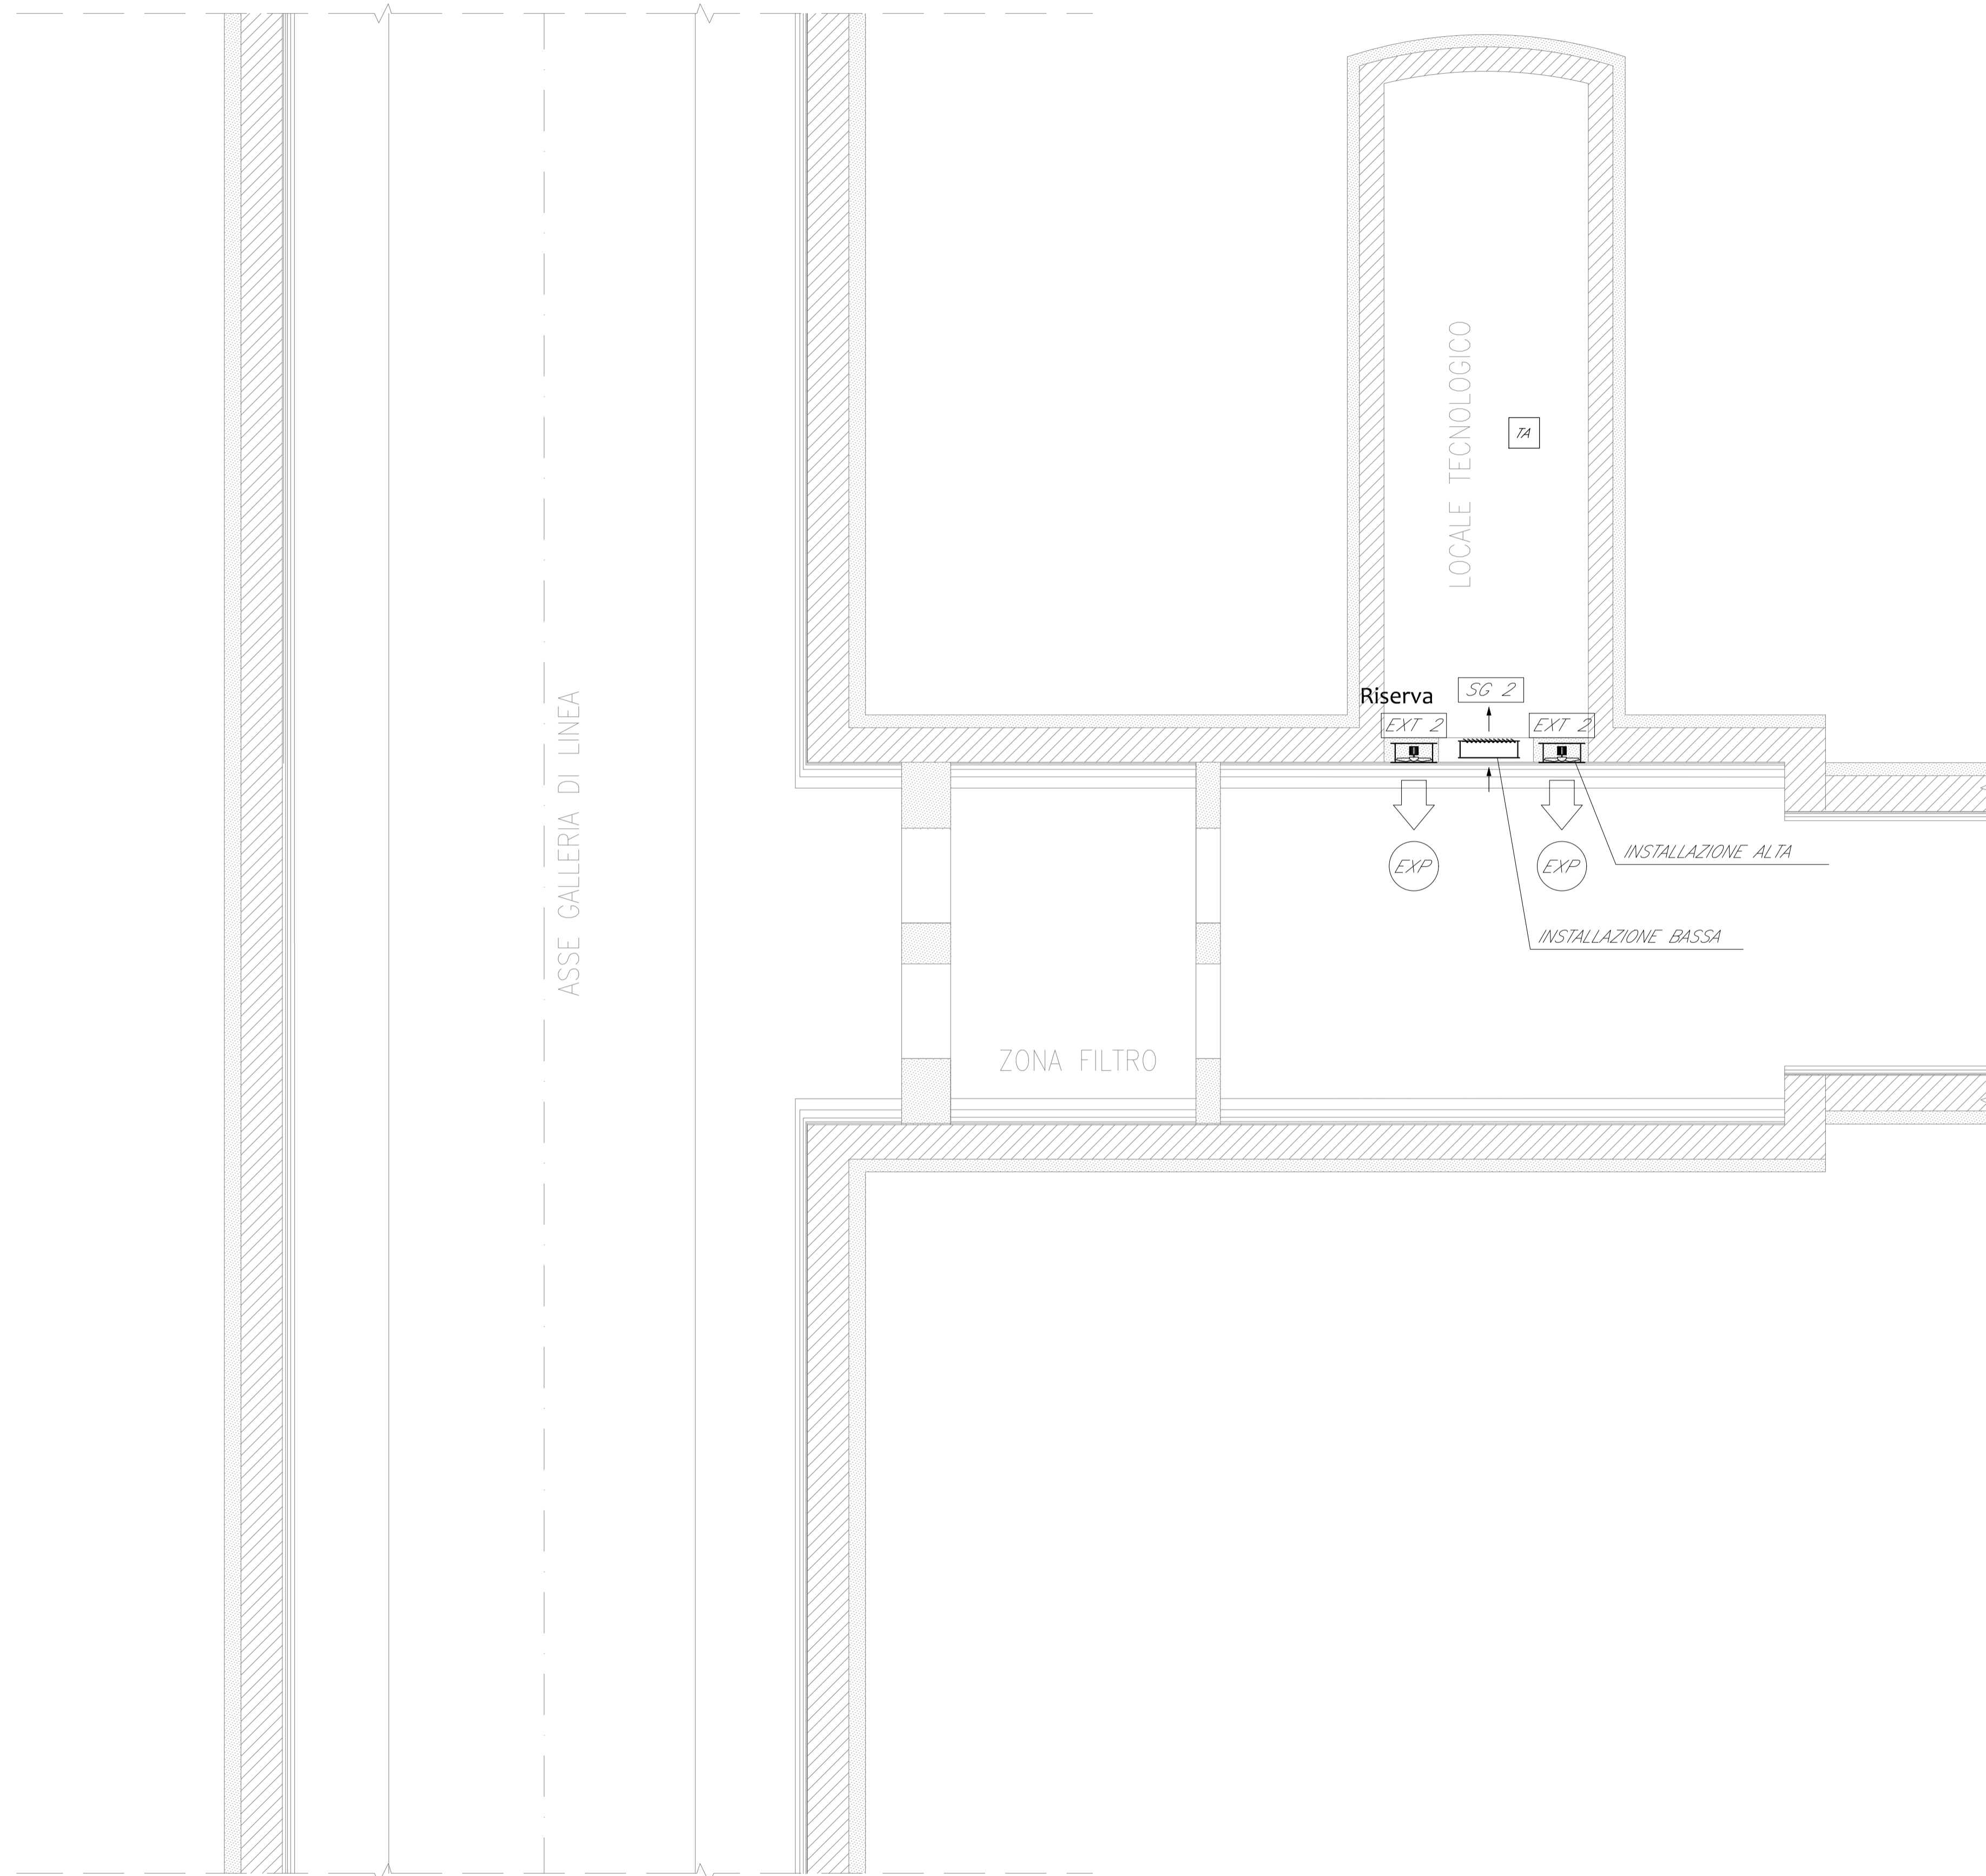 LOCALE TECNOLOGICO
TA
Riserva
SG 2
EXT 2
EXT 2
ASSE GALLERIA DI LINEA
EXP
EXP
INSTALLAZIONE ALTA
INSTALLAZIONE BASSA
ZONA FILTRO